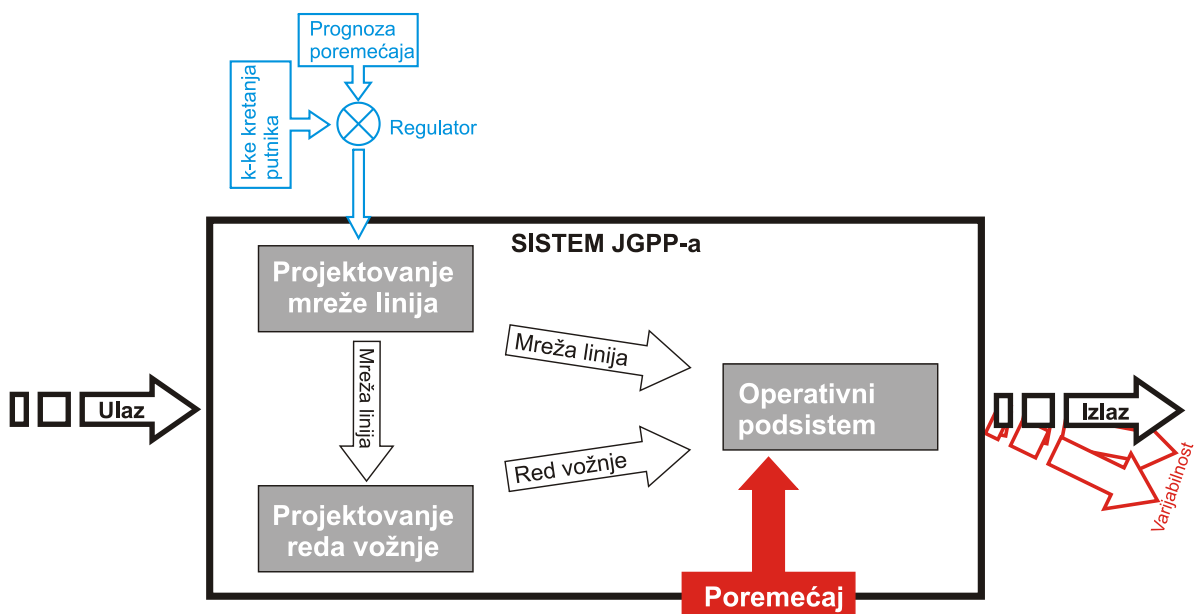 Prognoza
poremećaja
k-ke kretanja
putnika
Regulator
SISTEM JGPP-a
Projektovanje
mreže linija
Mreža linija
Mreža linija
Ulaz
Operativni
podsistem
Izlaz
Red vožnje
Varijabilnost
Projektovanje
reda vožnje
Poremećaj